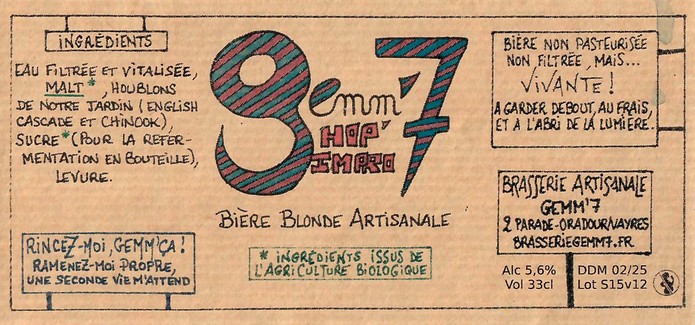 INGRÉDIENTS
EAU FILTRÉE ET VITALISÉE,
MALT*, HOUBLONS
DE NOTRE JARDIN (ENGLISH
CASCADE ET CHINOOK),
SUCRE* (POUR LA REFER-
MENTATION EN BOUTEILLE),
LEVURE.
RINCEZ-MOI, GEMM'ÇA !
RAMENEZ-MOI PROPRE,
UNE SECONDE VIE M'ATTEND
gemm'7
HOP'
IMPRO
BIÈRE BLONDE ARTISANALE
* INGRÉDIENTS ISSUS DE
L'AGRICULTURE BIOLOGIQUE
BIÈRE NON PASTEURISÉE
NON FILTRÉE, MAIS...
VIVANTE !
A GARDER DEBOUT, AU FRAIS,
ET À L'ABRI DE LA LUMIÈRE.
BRASSERIE ARTISANALE
GEMM'7
2 PARADE-ORADOUR/VAYRES
BRASSERIEGEMM7.FR
Alc 5,6% DDM 02/25
Vol 33cl Lot S15v12